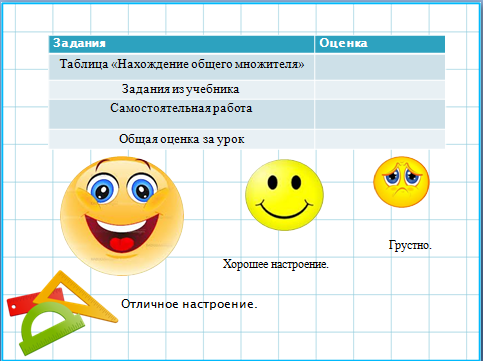 Задания Оценка
Таблица «Нахождение общего множителя»
Задания из учебника
Самостоятельная работа
Общая оценка за урок
Грустно.
Хорошее настроение.
Отличное настроение.